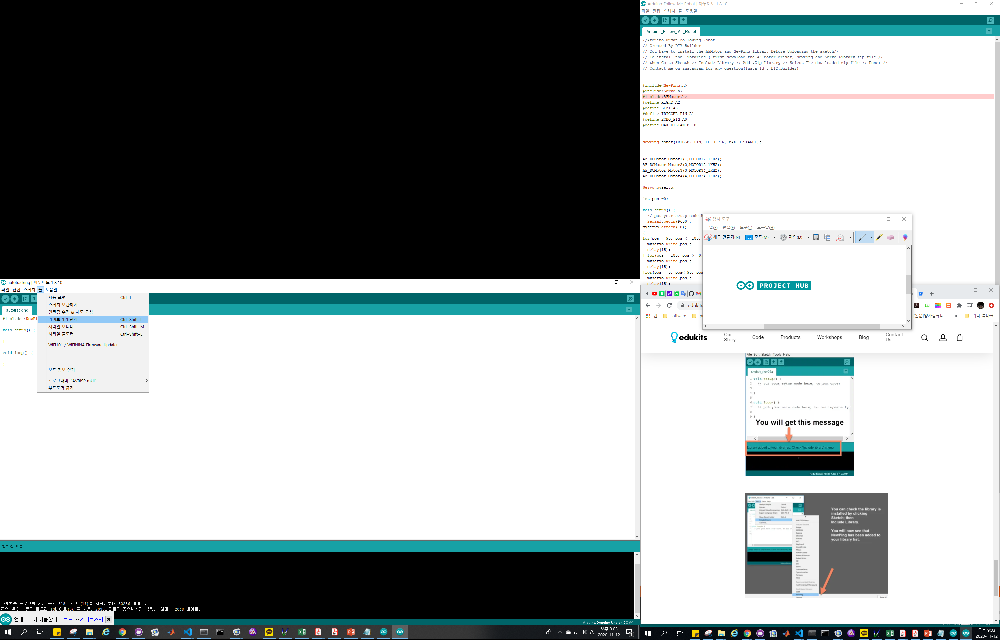 Arduino_Follow_Me_Robot | 아두이노 1.8.10
파일 편집 스케치 툴 도움말
Arduino_Follow_Me_Robot
//Arduino Human Following Robot
// Created By DIY Builder
// You have to Install the AFMotor and NewPing library Before Uploading the sketch//
// To install the libraries ( first download the AF Motor driver, NewPing and Servo Library zip file //
// then Go to Skecth >> Include Library >> Add .Zip Library >> Select The downloaded zip file >> Done) //
// Contact me on instagram for any question(Insta Id : DIY.Builder)
#include<NewPing.h>
#include<Servo.h>
#include<AFMotor.h>
#define RIGHT A2
#define LEFT A3
#define TRIGGER_PIN A1
#define ECHO_PIN A0
#define MAX_DISTANCE 100
NewPing sonar(TRIGGER_PIN, ECHO_PIN, MAX_DISTANCE);
AF_DCMotor Motor1(1,MOTOR12_1KHZ);
AF_DCMotor Motor2(2,MOTOR12_1KHZ);
AF_DCMotor Motor3(3,MOTOR34_1KHZ);
AF_DCMotor Motor4(4,MOTOR34_1KHZ);
Servo myservo;
int pos =0;
void setup() {
// put your setup code h
Serial.begin(9600);
myservo.attach(10);
{
for(pos = 90; pos <= 180;
myservo.write(pos);
delay(15);
} for(pos = 180; pos >= 0;
myservo.write(pos);
delay(15);
}for(pos = 0; pos<=90; pos
myservo.write(pos);
delay(15);
캡처 도구
파일(F) 편집(E) 도구(T) 도움말(H)
새로 만들기(N) 모드(M) 지연(D)
PROJECT HUB
autotracking | 아두이노 1.8.10
파일 편집 스케치 툴 도움말
autotracking
#include <NewPi
void setup() {
}
void loop() {
}
자동 포맷 Ctrl+T
스케치 보관하기
인코딩 수정 & 새로 고침
라이브러리 관리... Ctrl+Shift+I
시리얼 모니터 Ctrl+Shift+M
시리얼 플로터 Ctrl+Shift+L
WiFi101 / WiFiNINA Firmware Updater
보드 정보 얻기
프로그래머: "AVRISP mkII"
부트로더 굽기
컴파일 완료.
스케치는 프로그램 저장 공간 518 바이트(1%)를 사용. 최대 32256 바이트.
전역 변수는 동적 메모리 13바이트(0%)를 사용, 2035바이트의 지역변수가 남음.  최대는 2048 바이트.
업데이트가 가능합니다 보드 와 라이브러리
Arduino/Genuino Uno on COM4
오후 9:03
2020-11-12
edukits
앱 software
[논문]양자컴퓨터 » 기타 북마크
edukits
Our Story Code Products Workshops Blog Contact Us
File Edit Sketch Tools Help
sketch_nov25a
1 void setup() {
2 // put your setup code here, to run once:
3
4 }
5
6 void loop() {
7 // put your main code here, to run repeatedly:
8
9 }
You will get this message
Library added to your libraries. Check "Include library" menu
Arduino/Genuino Uno on COM4
You can check the library is
installed by clicking
Sketch; then
Include Library.
You will now see that
NewPing has been added to
your library list.
오후 9:03
2020-11-12